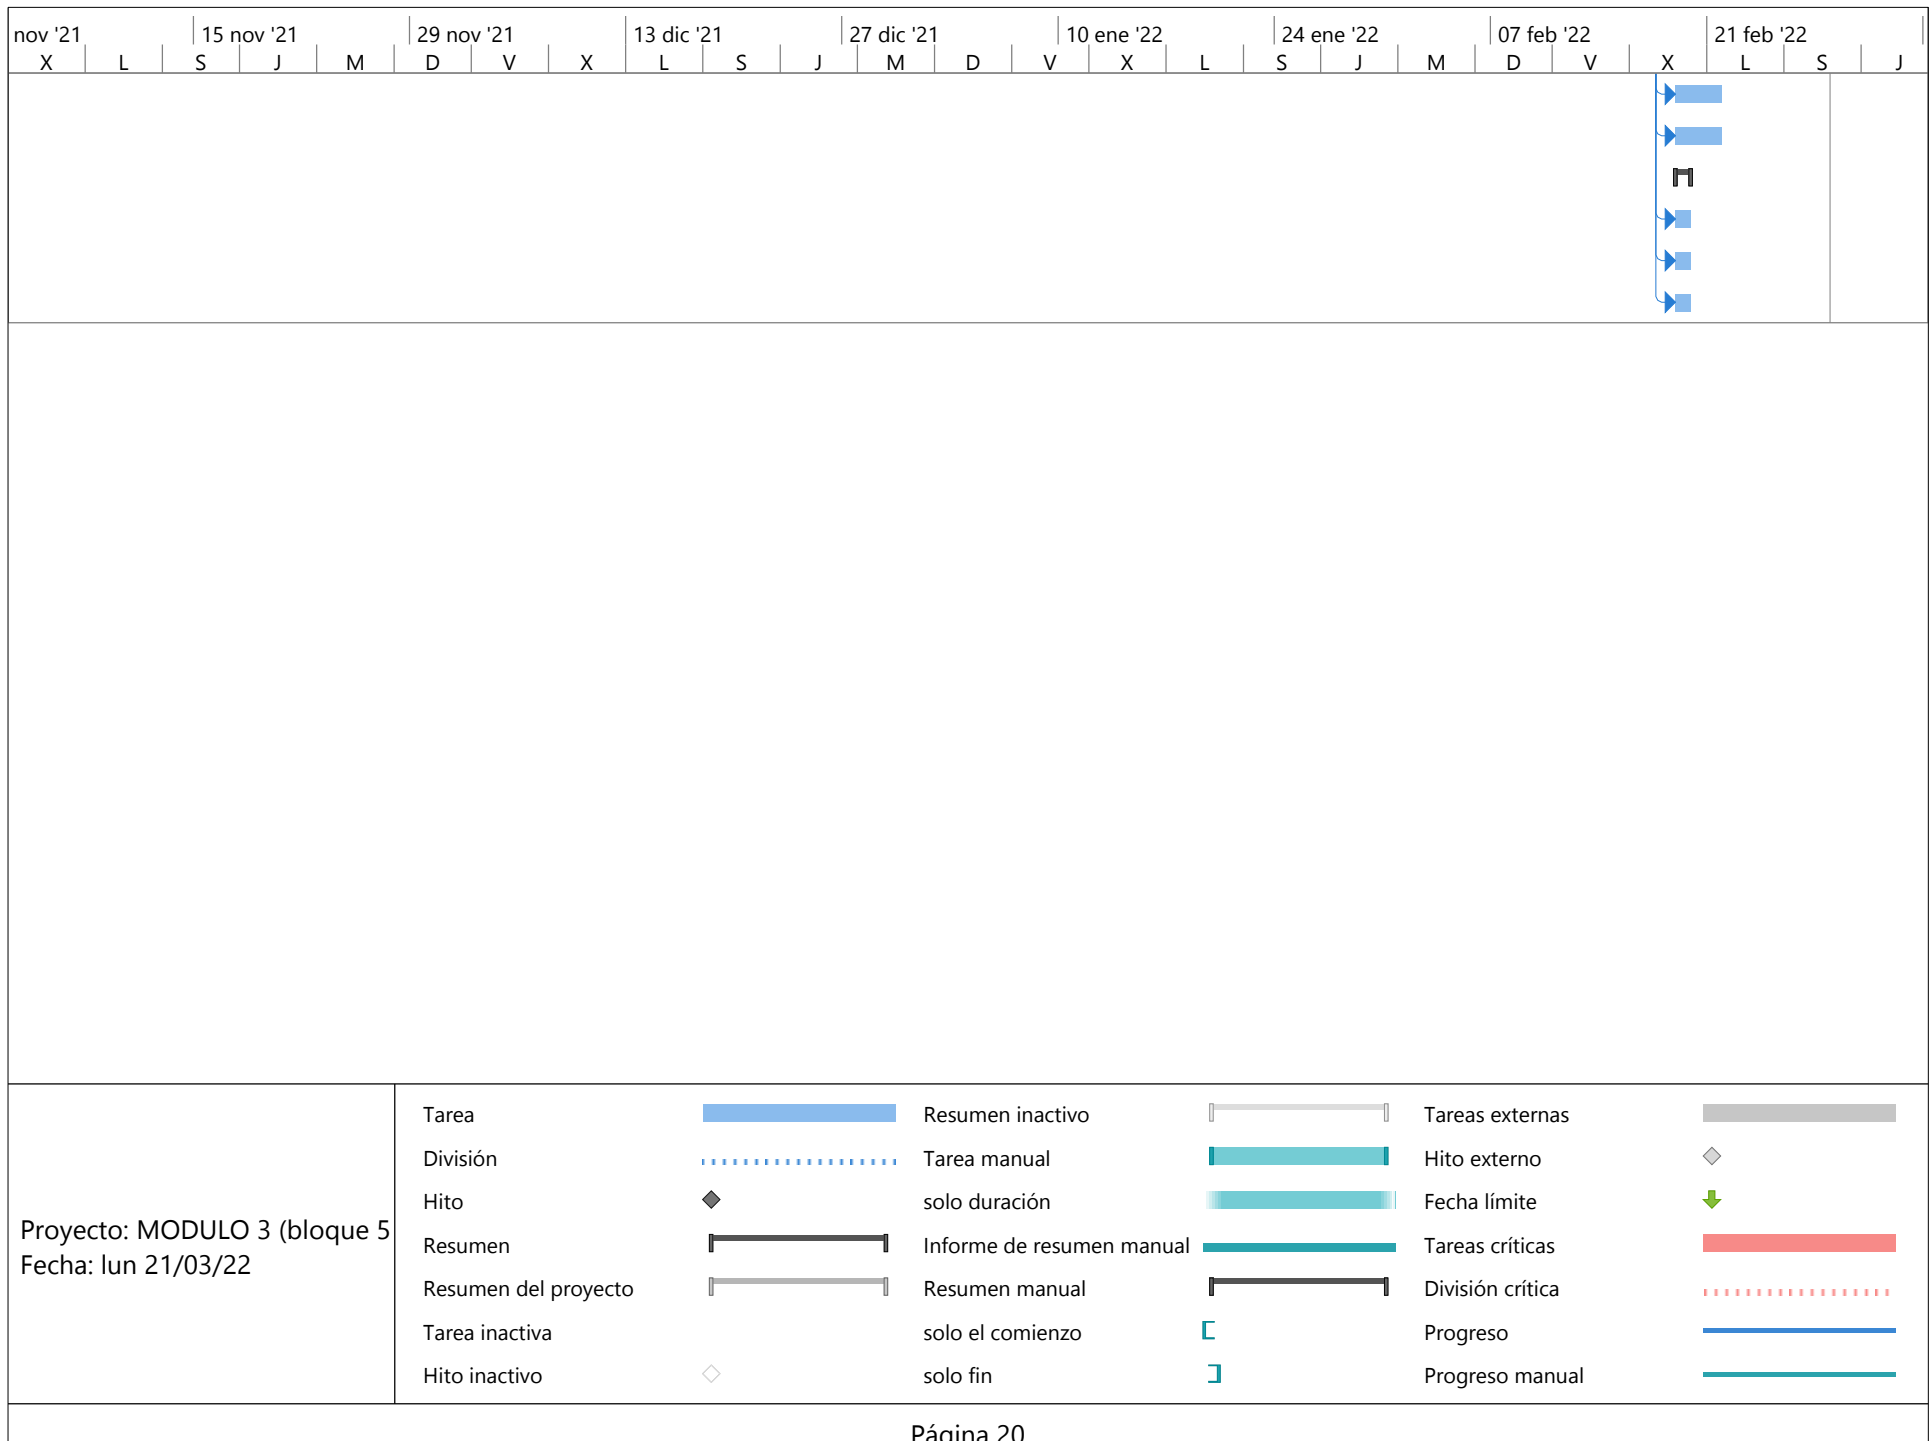 nov '21 15 nov '21 29 nov '21 13 dic '21 27 dic '21 10 ene '22 24 ene '22 07 feb '22 21 feb '22
X L S J M D V X L S J M D V X L S J M D V X L S J
Tarea
División
Hito
Resumen
Resumen del proyecto
Tarea inactiva
Hito inactivo
Resumen inactivo
Tarea manual
solo duración
Informe de resumen manual
Resumen manual
solo el comienzo
solo fin
Tareas externas
Hito externo
Fecha límite
Tareas críticas
División crítica
Progreso
Progreso manual
Proyecto: MODULO 3 (bloque 5
Fecha: lun 21/03/22
Página 20